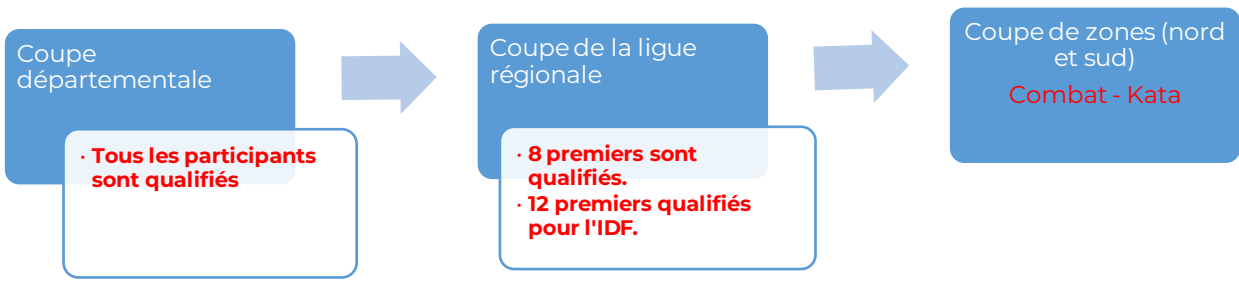 Coupe
départementale
· Tous les participants
sont qualifiés
Coupe de la ligue
régionale
· 8 premiers sont
qualifiés.
· 12 premiers qualifiés
pour l'IDF.
Coupe de zones (nord
et sud)
Combat - Kata